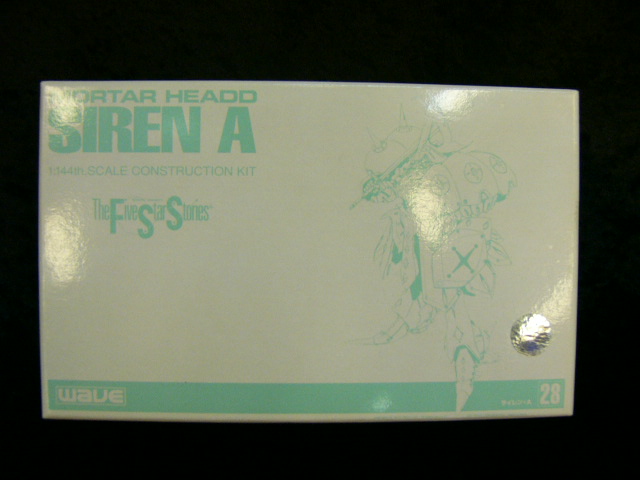 MORTAR HEADD
SIREN A
1:144th SCALE CONSTRUCTION KIT
The Five Star Stories
wave
28